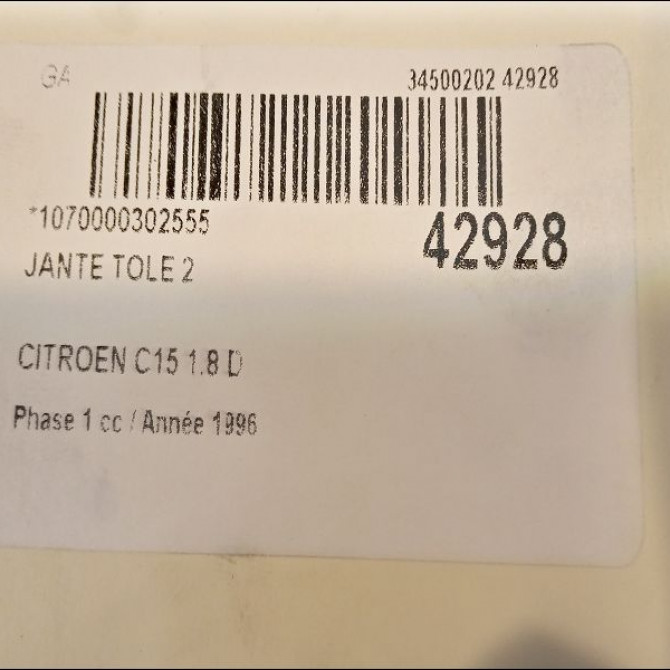 GA 34500202 42928
*1070000302555
42928
JANTE TOLE 2
CITROEN C15 1.8 D
Phase 1 cc / Année 1996